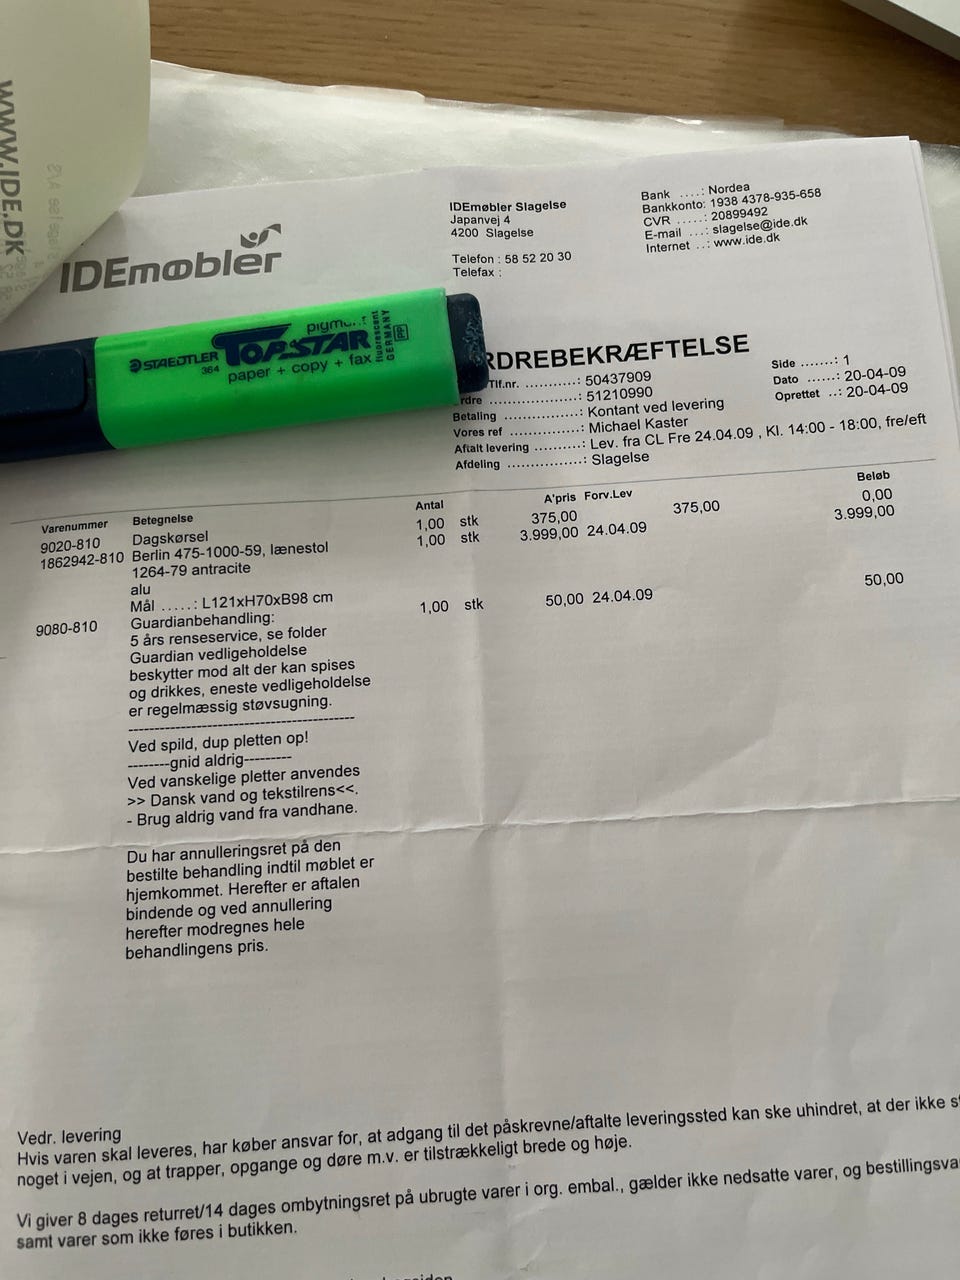 WWW.IDE.DK
IDEmøbler
IDEmøbler Slagelse
Japanvej 4
4200 Slagelse
Telefon : 58 52 20 30
Telefax :
Bank ....: Nordea
Bankkonto: 1938 4378-935-658
CVR .....: 20899492
E-mail ...: slagelse@ide.dk
Internet ..: www.ide.dk
STAEDTLER
364
TOPSTAR
paper + copy + fax
fluorescent
GERMANY
PP
RDREBEKRÆFTELSE
Tlf.nr. ...........: 50437909
rdre ..................: 51210990
Betaling ..............: Kontant ved levering
Vores ref .............: Michael Kaster
Aftalt levering ..........: Lev. fra CL Fre 24.04.09 , Kl. 14:00 - 18:00, fre/eft
Afdeling ...............: Slagelse
Side .......: 1
Dato ......: 20-04-09
Oprettet ..: 20-04-09
Varenummer Betegnelse Antal A'pris Forv.Lev Beløb
9020-810 Dagskørsel 1,00 stk 375,00 375,00 0,00
1862942-810 Berlin 475-1000-59, lænestol 1,00 stk 3.999,00 24.04.09 3.999,00
1264-79 antracite
alu
Mål .....: L121xH70xB98 cm
9080-810 Guardianbehandling: 1,00 stk 50,00 24.04.09 50,00
5 års renseservice, se folder
Guardian vedligeholdelse
beskytter mod alt der kan spises
og drikkes, eneste vedligeholdelse
er regelmæssig støvsugning.
----------------------------------------
Ved spild, dup pletten op!
--------gnid aldrig---------
Ved vanskelige pletter anvendes
>> Dansk vand og tekstilrens<<.
- Brug aldrig vand fra vandhane.
Du har annulleringsret på den
bestilte behandling indtil møblet er
hjemkommet. Herefter er aftalen
bindende og ved annullering
herefter modregnes hele
behandlingens pris.
Vedr. levering
Hvis varen skal leveres, har køber ansvar for, at adgang til det påskrevne/aftalte leveringssted kan ske uhindret, at der ikke
noget i vejen, og at trapper, opgange og døre m.v. er tilstrækkeligt brede og høje.
Vi giver 8 dages returret/14 dages ombytningsret på ubrugte varer i org. embal., gælder ikke nedsatte varer, og bestillingsva
samt varer som ikke føres i butikken.